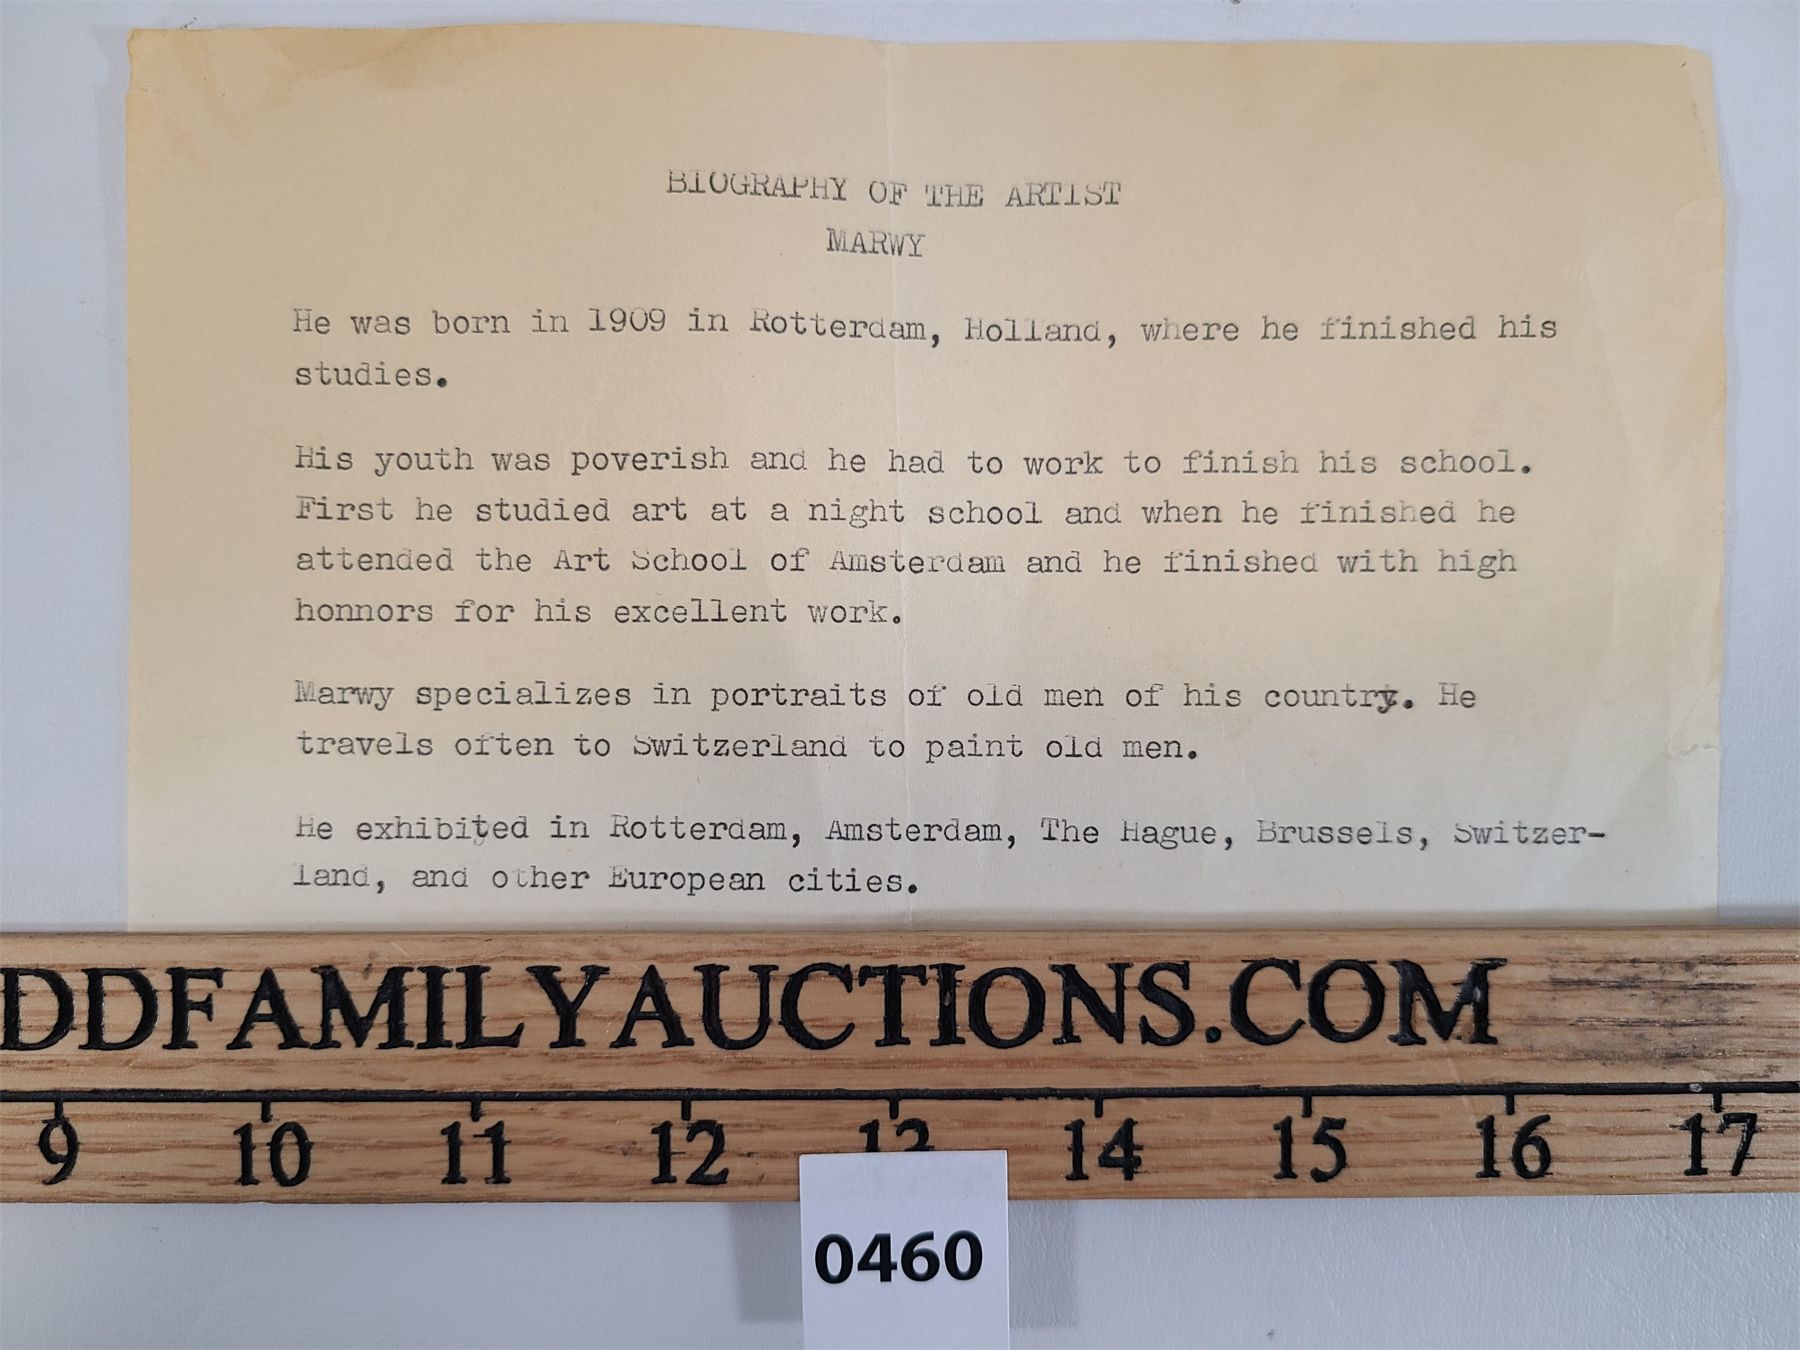 BIOGRAPHY OF THE ARTIST
MARWY
He was born in 1909 in Rotterdam, Holland, where he finished his
studies.
His youth was poverish and he had to work to finish his school.
First he studied art at a night school and when he finished he
attended the Art School of Amsterdam and he finished with high
honnors for his excellent work.
Marwy specializes in portraits of old men of his country. He
travels often to Switzerland to paint old men.
He exhibited in Rotterdam, Amsterdam, The Hague, Brussels, Switzer-
land, and other European cities.
DDFAMILYAUCTIONS.COM
9 10 11 12 13 14 15 16 17
0460